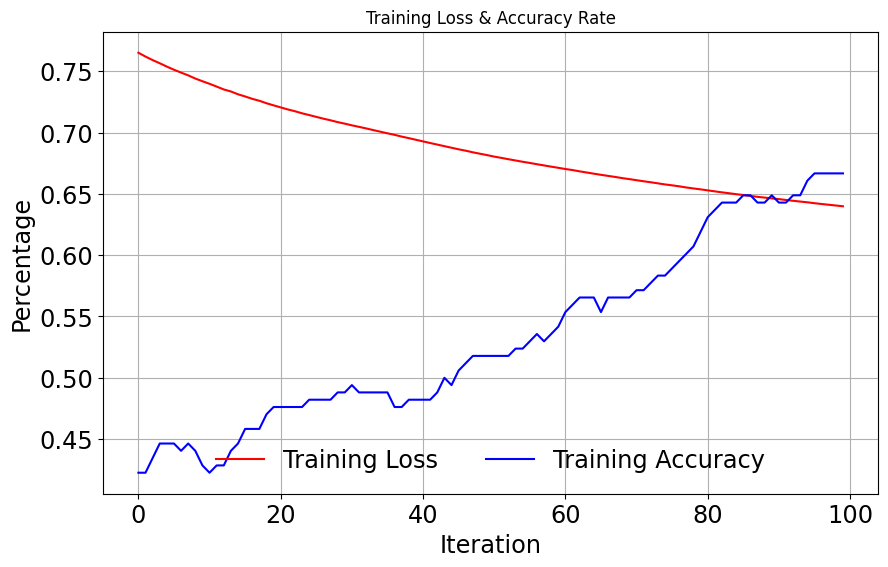 Training Loss & Accuracy Rate
0.75
0.70
0.65
0.60
0.55
0.50
0.45
Percentage
Training Loss Training Accuracy
0 20 40 60 80 100
Iteration